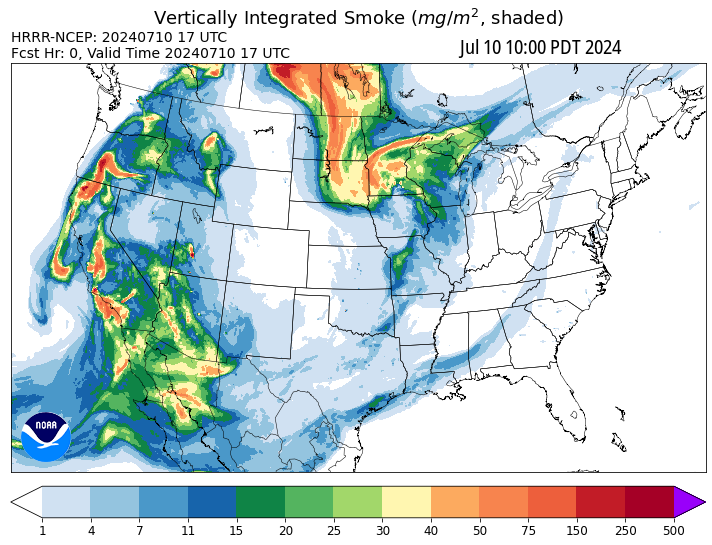 Vertically Integrated Smoke (mg/m², shaded)
HRRR-NCEP: 20240710 17 UTC
Fcst Hr: 0, Valid Time 20240710 17 UTC
Jul 10 10:00 PDT 2024
NOAA
1 4 7 11 15 20 25 30 40 50 75 150 250 500